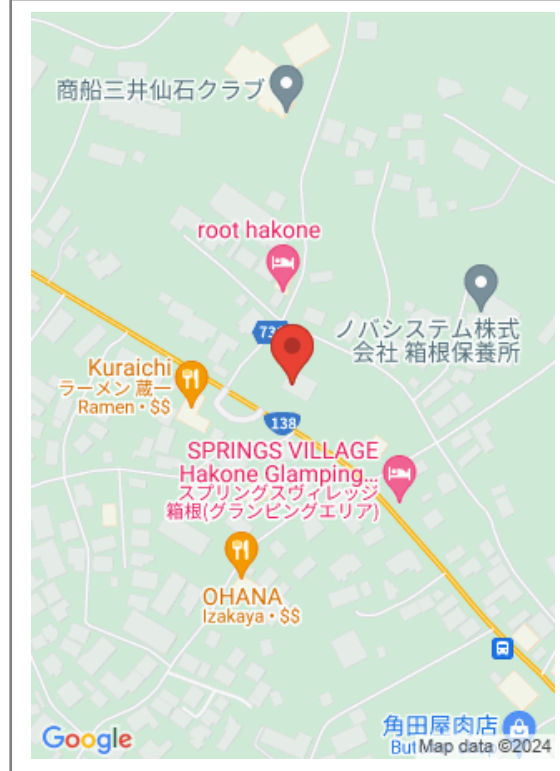 商船三井仙石クラブ
root hakone
ノバシステム株式
会社 箱根保養所
Kuraichi
ラーメン 蔵一
Ramen • $$
138
SPRINGS VILLAGE
Hakone Glamping...
スプリングスヴィレッジ
箱根(グランピングエリア)
OHANA
Izakaya • $$
角田屋肉店
Google
Map data ©2024